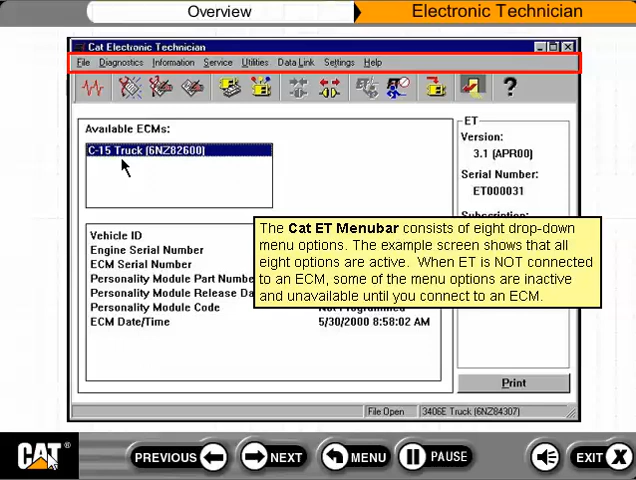 Overview
Electronic Technician
Cat Electronic Technician
File Diagnostics Information Service Utilities Data Link Settings Help
Available ECMs:
C-15 Truck (6NZ82600)
ET
Version:
3.1 (APR00)
Serial Number:
ET000031
The Cat ET Menubar consists of eight drop-down
menu options. The example screen shows that all
eight options are active. When ET is NOT connected
to an ECM, some of the menu options are inactive
and unavailable until you connect to an ECM.
Vehicle ID
Engine Serial Number
ECM Serial Number
Personality Module Part Numbe
Personality Module Release Da
Personality Module Code
ECM Date/Time 5/30/2000 8:58:02 AM
Print
File Open 3406E Truck (6NZ84307)
CAT ® PREVIOUS NEXT MENU PAUSE EXIT X